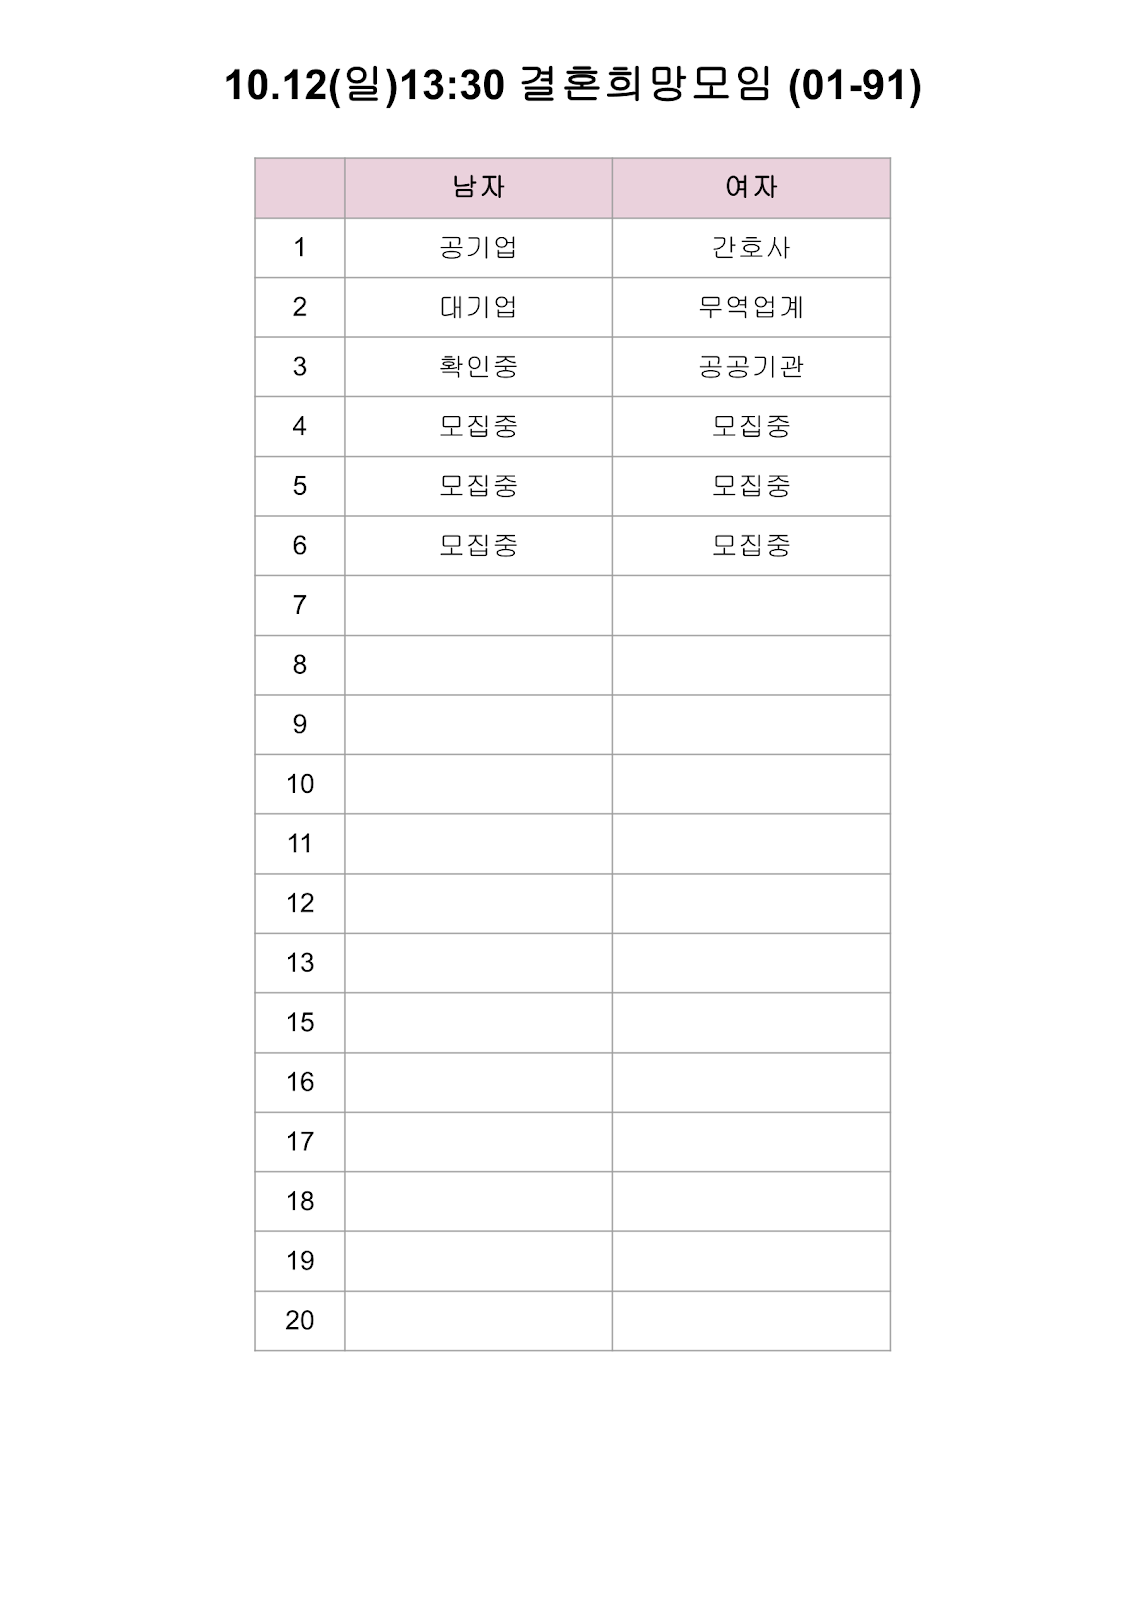 10.12(일)13:30 결혼희망모임 (01-91)
남자 여자
1 공기업 간호사
2 대기업 무역업계
3 확인중 공공기관
4 모집중 모집중
5 모집중 모집중
6 모집중 모집중
7
8
9
10
11
12
13
15
16
17
18
19
20